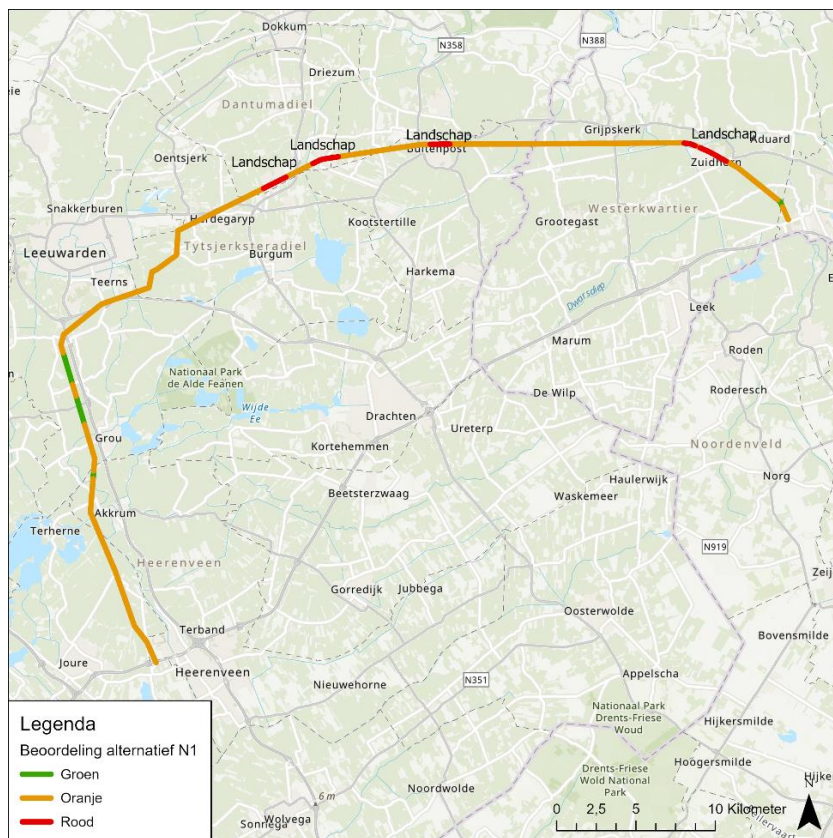 Dokkum
N358
N388
Driezum
Dantumadiel
Landschap
Landschap
Landschap
Landschap
Grijpskerk
Aduard
Buitenpost
Oentsjerk
Zuidhorn
Snakkerburen
Hurdegaryp
Kootstertille
Grootegast
Westerkwartier
Leeuwarden
Tytsjerksteradiel
Burgum
Harkema
Teerns
Dwarsdiep
Leek
Marum
Roden
Nationaal Park
de Alde Feanen
De Wilp
Roderesch
Wijde
Ee
Drachten
Ureterp
Grou
Kortehemmen
Noordenveld
Haulerwijk
Norg
Beetsterzwaag
Waskemeer
Akkrum
Terherne
N919
Heerenveen
Zeij
Gorredijk
Jubbega
Oosterwolde
Terband
Bovensmilde
Joure
Heerenveen
Nieuwehorne
N351
Appelscha
Nationaal Park
Drents-Friese
Woud
Hijkersmilde
Hoogersmilde
Drents-Friese
Wold National
Park
Hijke
Noordwolde
6 m
Wolvega
Sonnega
Legenda
Beoordeling alternatief N1
Groen
Oranje
Rood
0 2,5 5 10 Kilometer
N